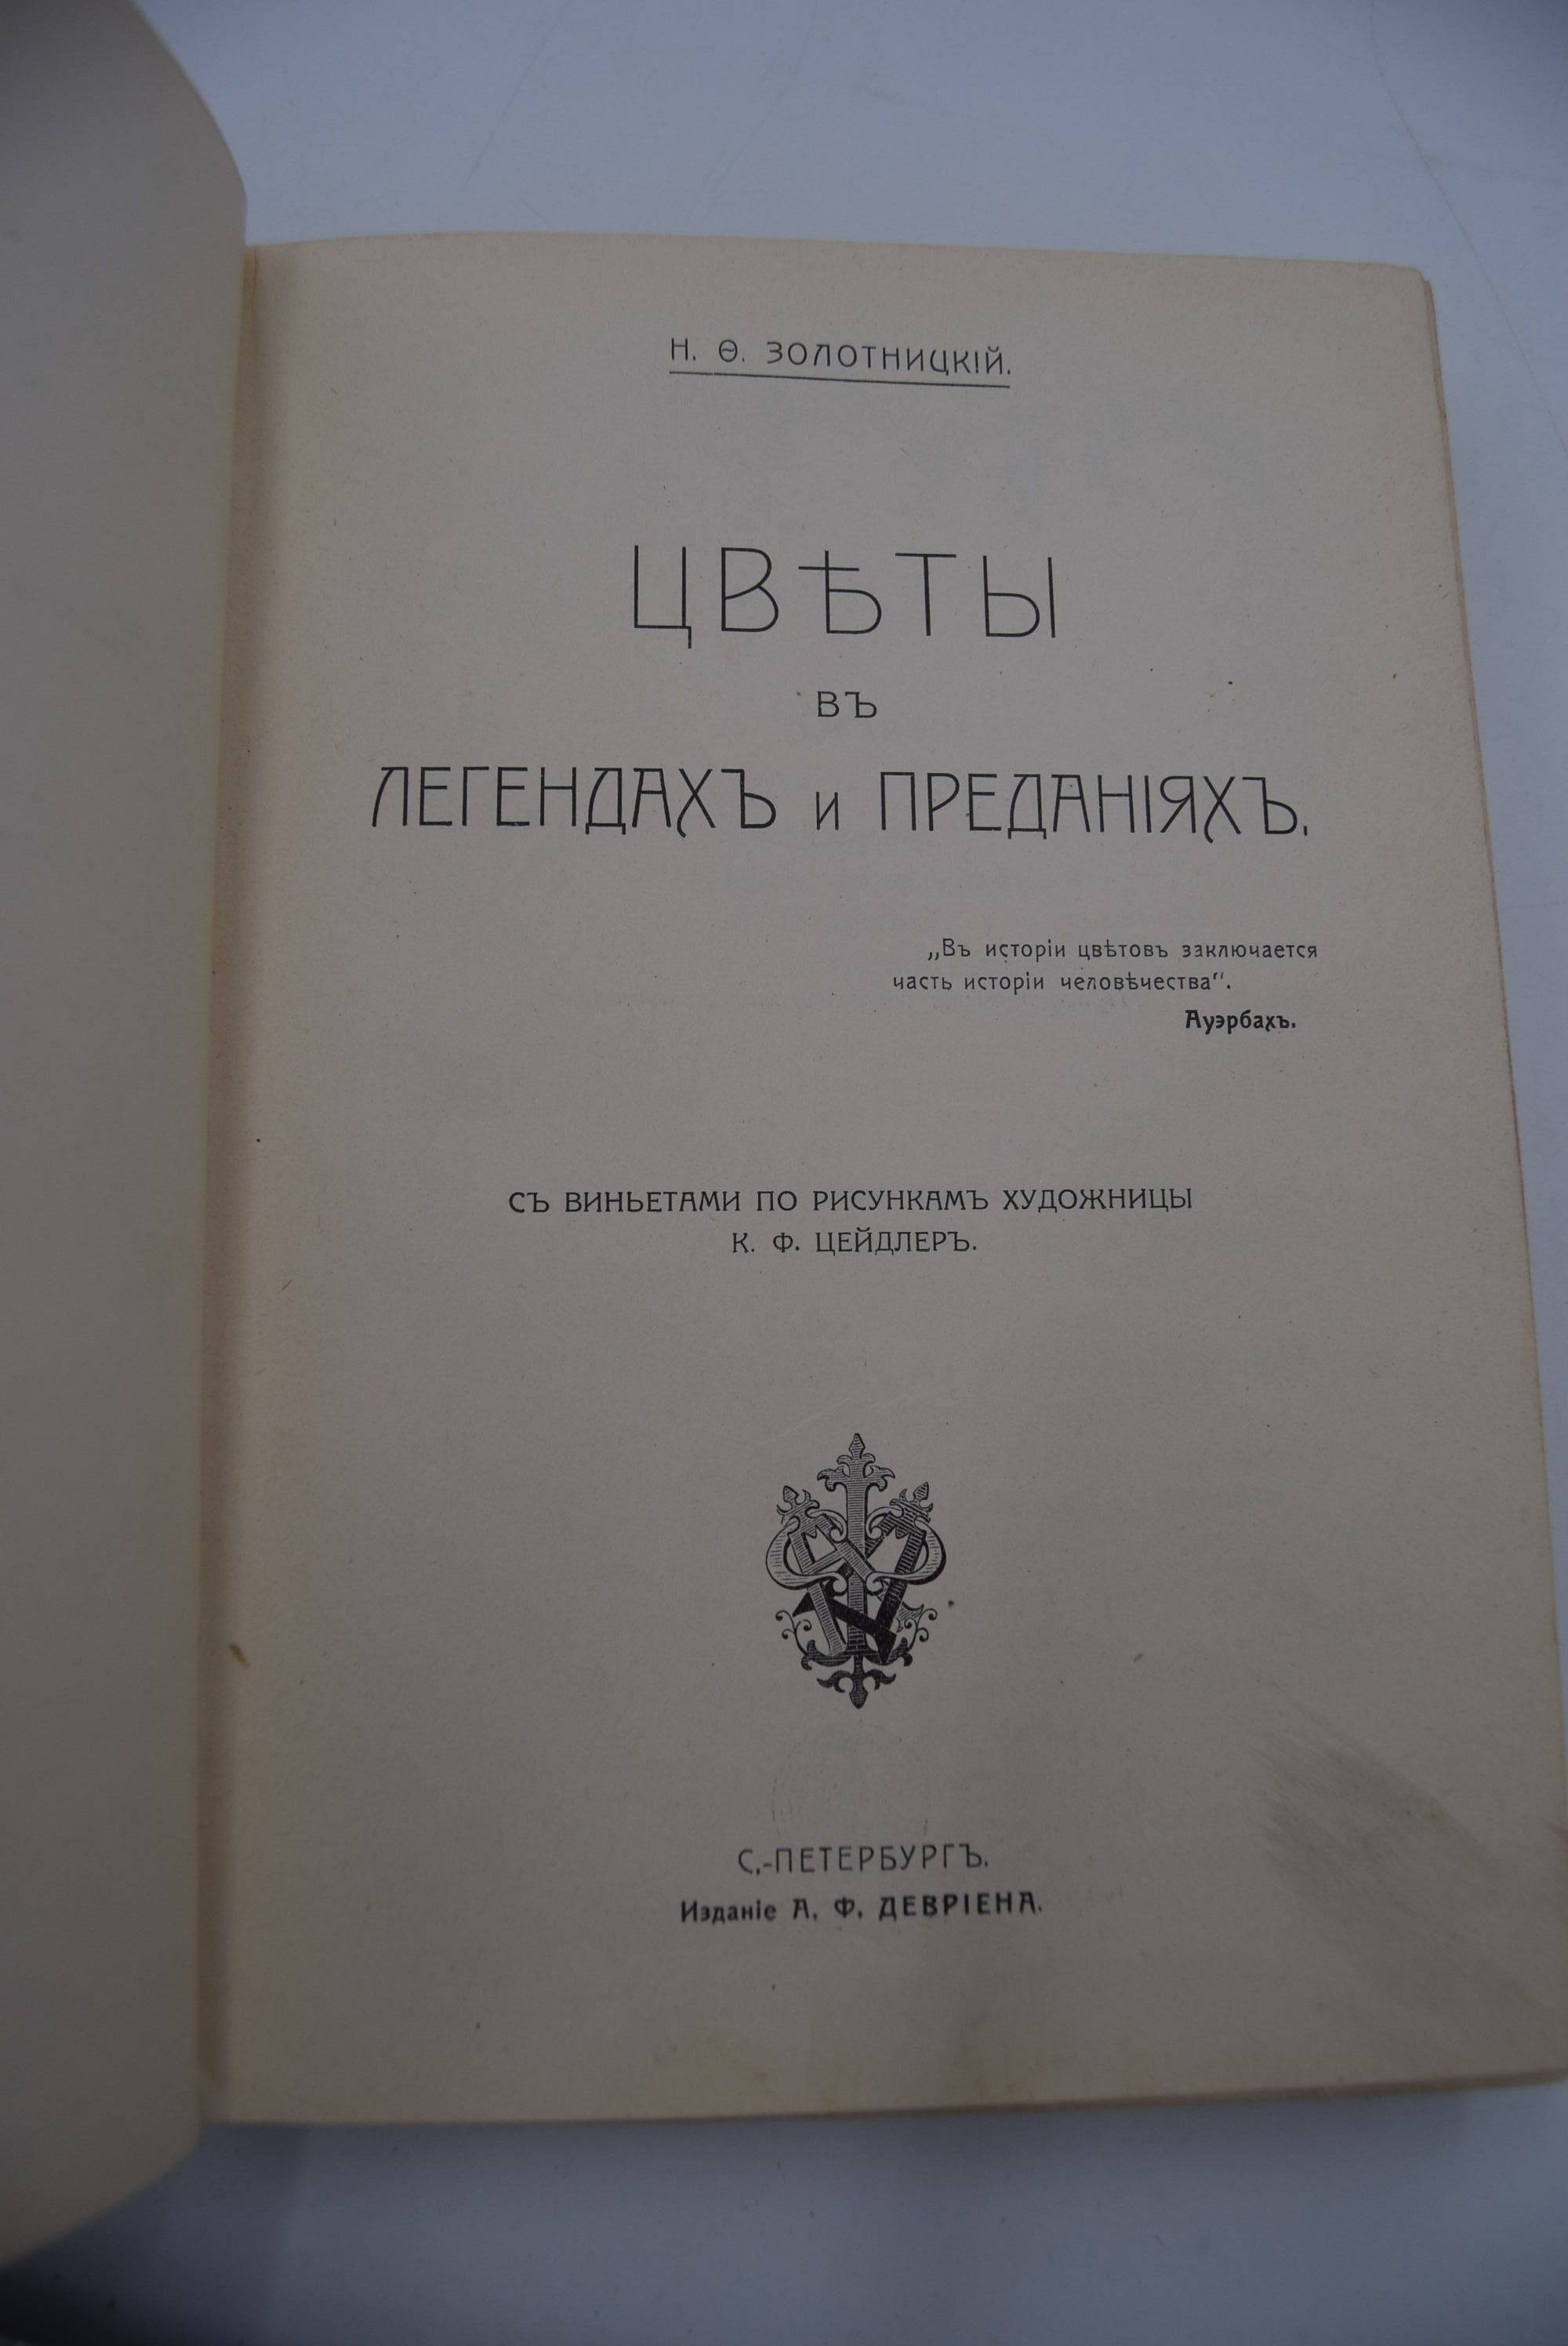 Н. Ѳ. ЗОЛОТНИЦКІЙ.
ЦВѢТЫ
ВЪ
ЛЕГЕНДАХЪ и ПРЕДАНІЯХЪ.
„Въ исторіи цвѣтовъ заключается
часть исторіи человѣчества".
Ауэрбахъ.
СЪ ВИНЬЕТАМИ ПО РИСУНКАМЪ ХУДОЖНИЦЫ
К. Ф. ЦЕЙДЛЕРЪ.
С.-ПЕТЕРБУРГЪ.
Изданіе А. Ф. ДЕВРІЕНА.